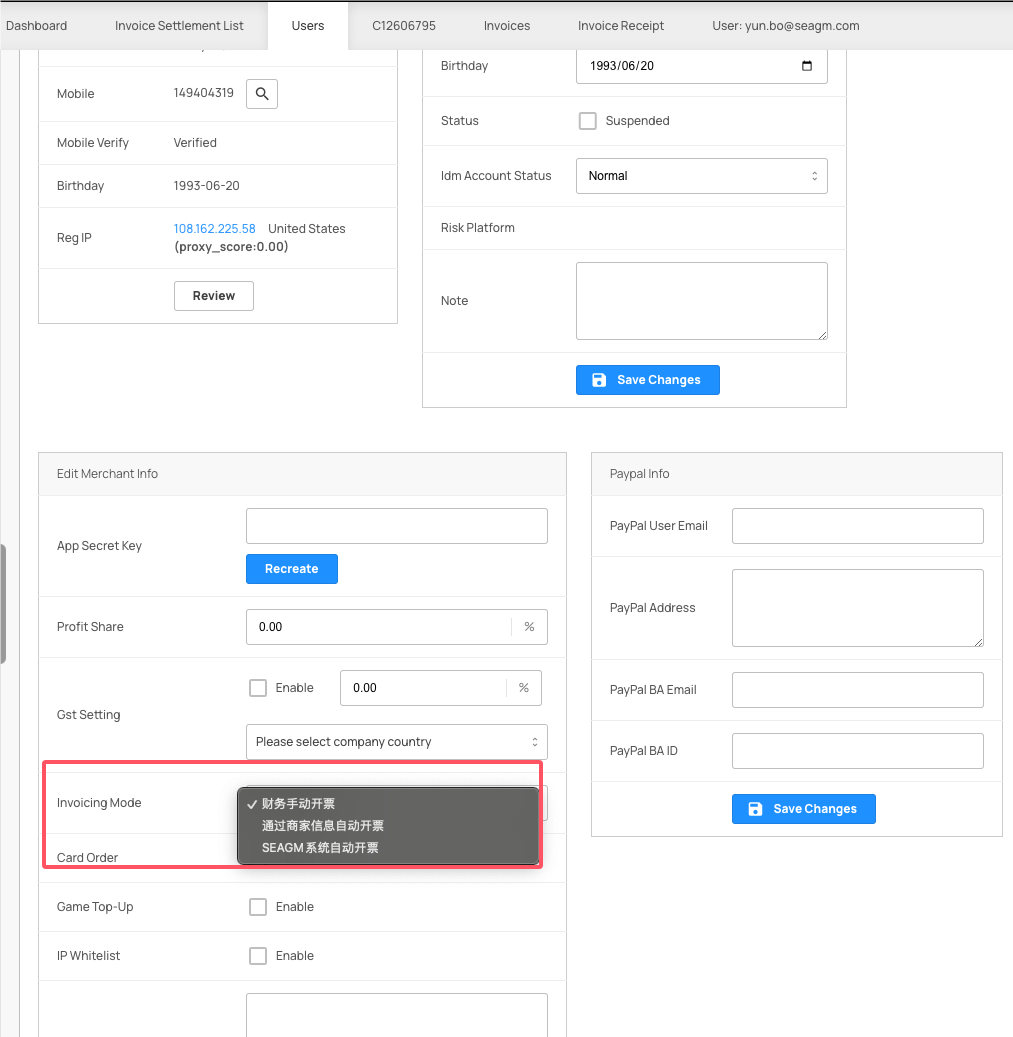 Dashboard
Invoice Settlement List
Users
C12606795
Invoices
Invoice Receipt
User: yun.bo@seagm.com
Mobile
149404319
Mobile Verify
Verified
Birthday
1993-06-20
Reg IP
108.162.225.58 United States
(proxy_score:0.00)
Review
Birthday
1993/06/20
Status
Suspended
Idm Account Status
Normal
Risk Platform
Note
Save Changes
Edit Merchant Info
App Secret Key
Recreate
Profit Share
0.00 %
Gst Setting
Enable
0.00 %
Please select company country
Invoicing Mode
✓ 财务手动开票
通过商家信息自动开票
SEAGM 系统自动开票
Card Order
Game Top-Up
Enable
IP Whitelist
Enable
Paypal Info
PayPal User Email
PayPal Address
PayPal BA Email
PayPal BA ID
Save Changes